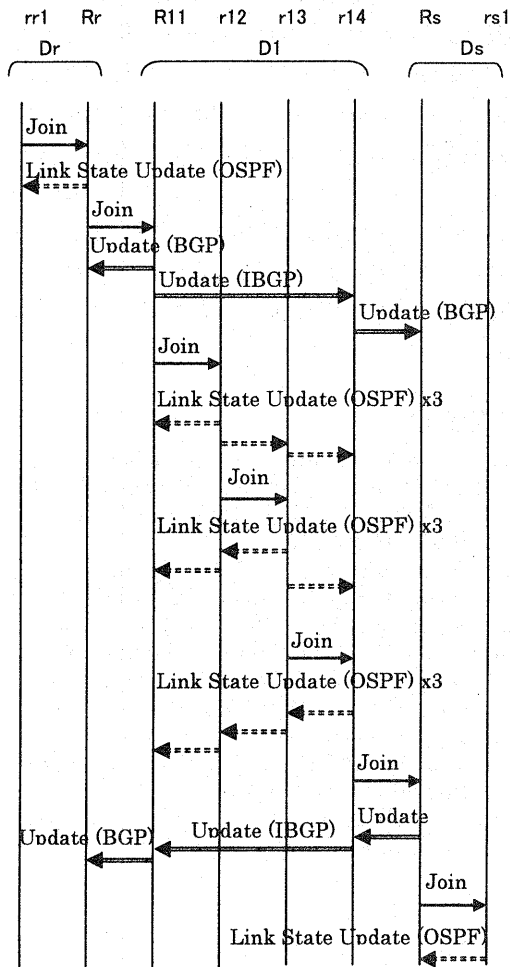 rr1 Rr R11 r12 r13 r14 Rs rs1
Dr D1 Ds
Join
Link State Update (OSPF)
Join
Update (BGP)
Update (IBGP)
Update (BGP)
Join
Link State Update (OSPF) x3
Join
Link State Update (OSPF) x3
Join
Link State Update (OSPF) x3
Join
Update
Update (IBGP)
Update (BGP)
Join
Link State Update (OSPF)